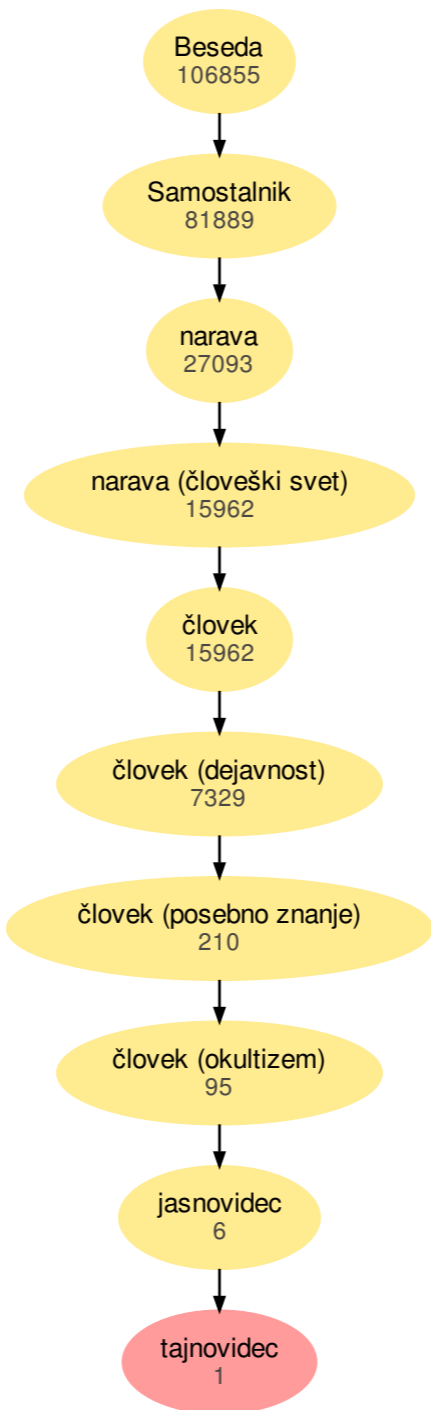 Beseda
106855
Samostalnik
81889
narava
27093
narava (človeški svet)
15962
človek
15962
človek (dejavnost)
7329
človek (posebno znanje)
210
človek (okultizem)
95
jasnovidec
6
tajnovidec
1